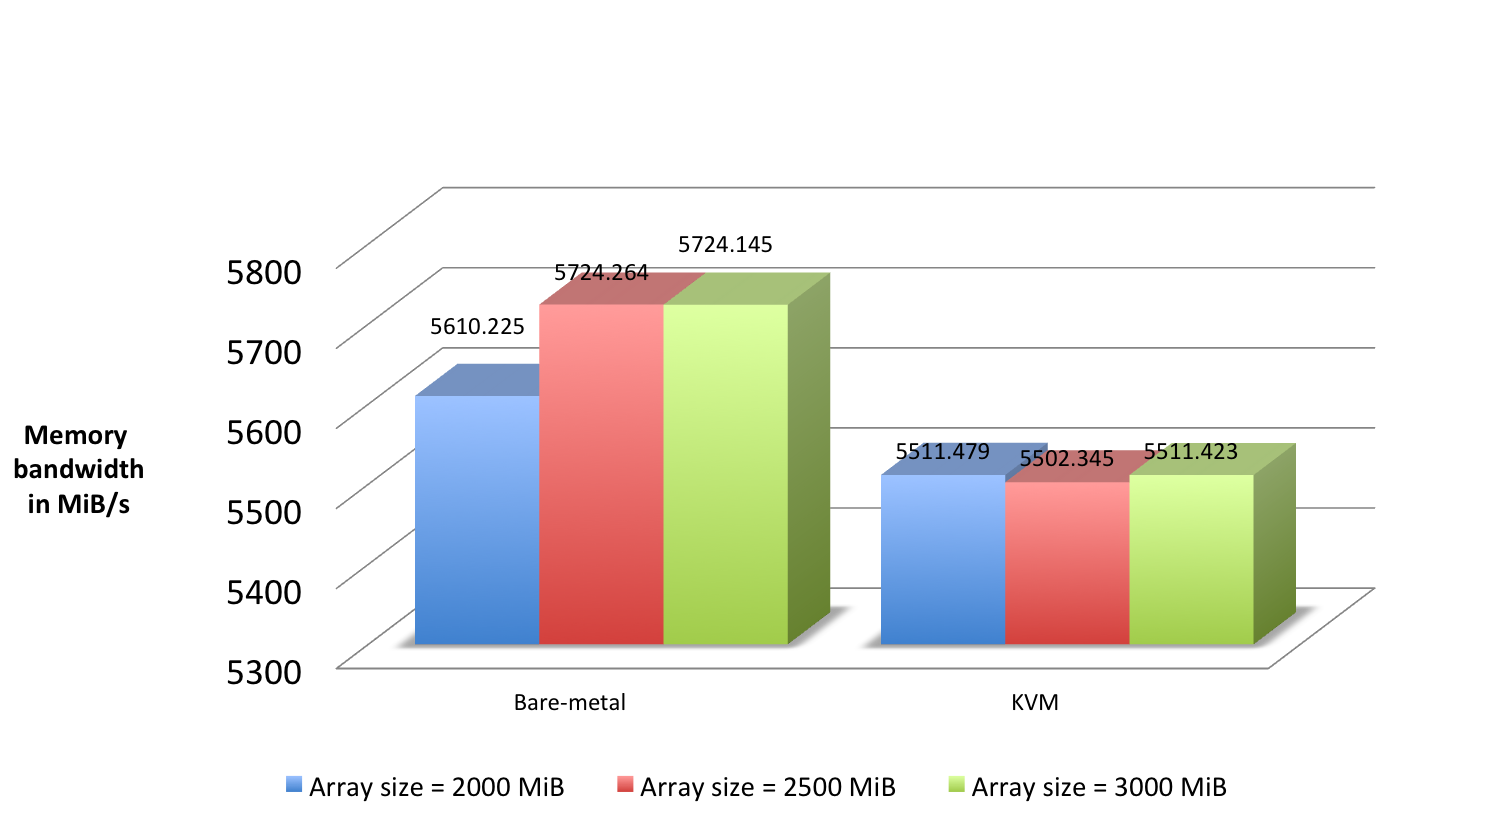 5724.145
5800
5724.264
5610.225
5700
5600
Memory
bandwidth
in MiB/s
5511.479
5502.345
5511.423
5500
5400
5300
Bare-metal
KVM
Array size = 2000 MiB
Array size = 2500 MiB
Array size = 3000 MiB